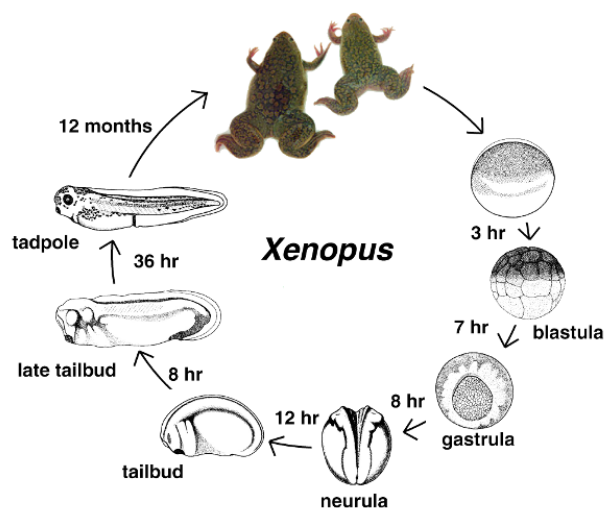 12 months
3 hr
blastula
7 hr
gastrula
8 hr
neurula
12 hr
tailbud
8 hr
late tailbud
36 hr
tadpole
Xenopus